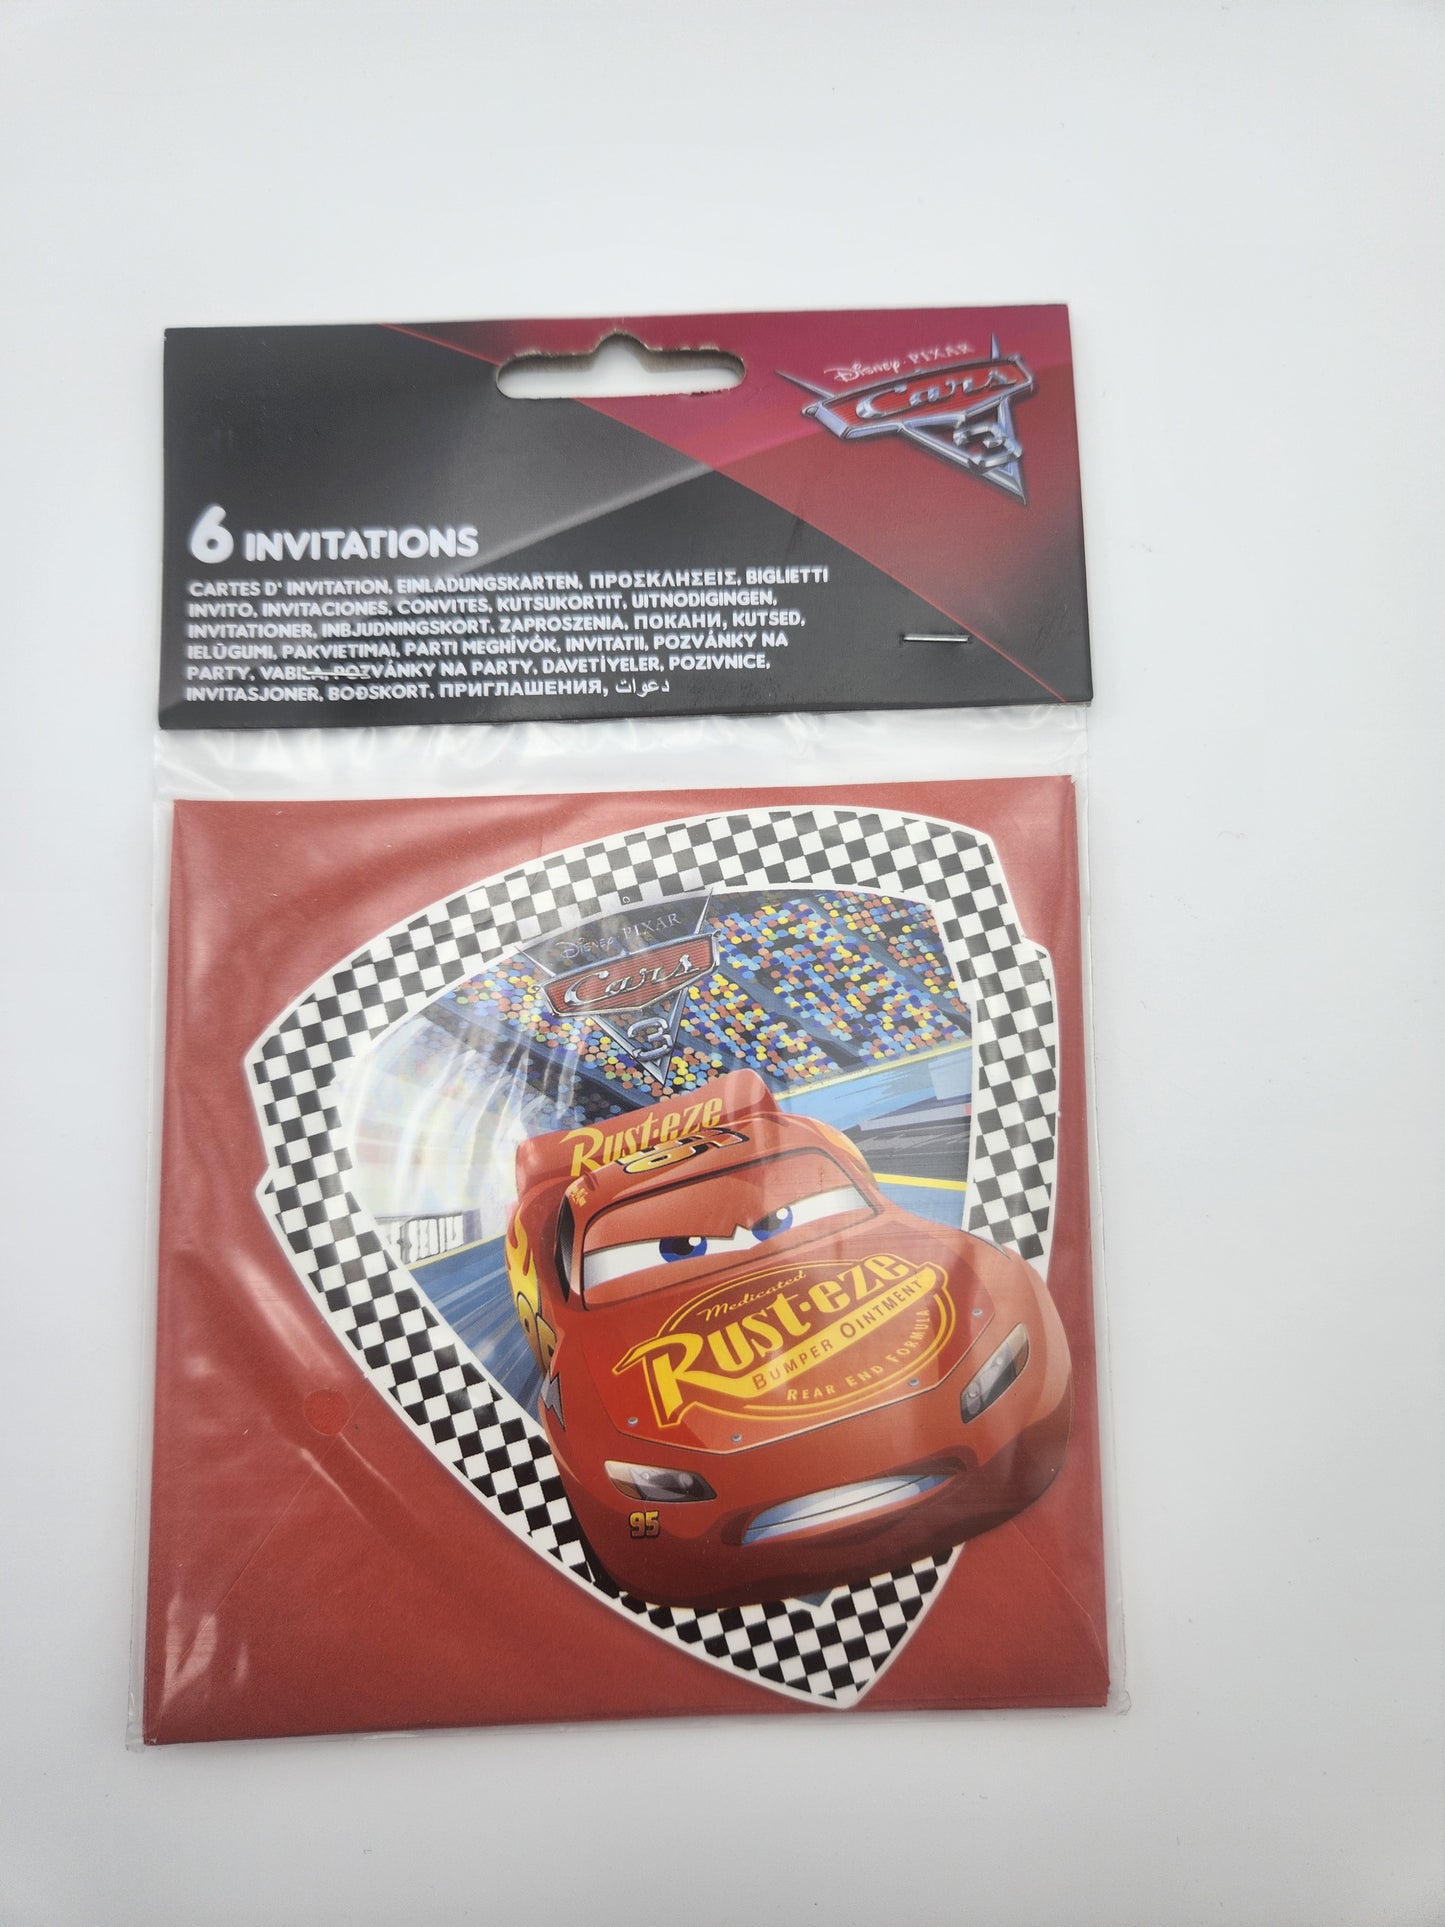 Disney · PIXAR
Cars
3
6 INVITATIONS
CARTES D' INVITATION, EINLADUNGSKARTEN, ΠΡΟΣΚΛΗΣΕΙΣ, BIGLIETTI
INVITO, INVITACIONES, CONVITES, KUTSUKORTIT, UITNODIGINGEN,
INVITATIONER, INBJUDNINGSKORT, ZAPROSZENIA, ПОКАНИ, KUTSED,
IELŪGUMI, PAKVIETIMAI, PARTI MEGHÍVÓK, INVITATII, POZVÁNKY NA
PARTY, VABILA, POZVÁNKY NA PARTY, DAVETİYELER, POZIVNICE,
INVITASJONER, BOÐSKORT, ПРИГЛАШЕНИЯ, دعوات
Disney · PIXAR
Cars
3
Rust-eze
95
Medicated
Rust-eze
BUMPER OINTMENT
REAR END FORMULA
95
95